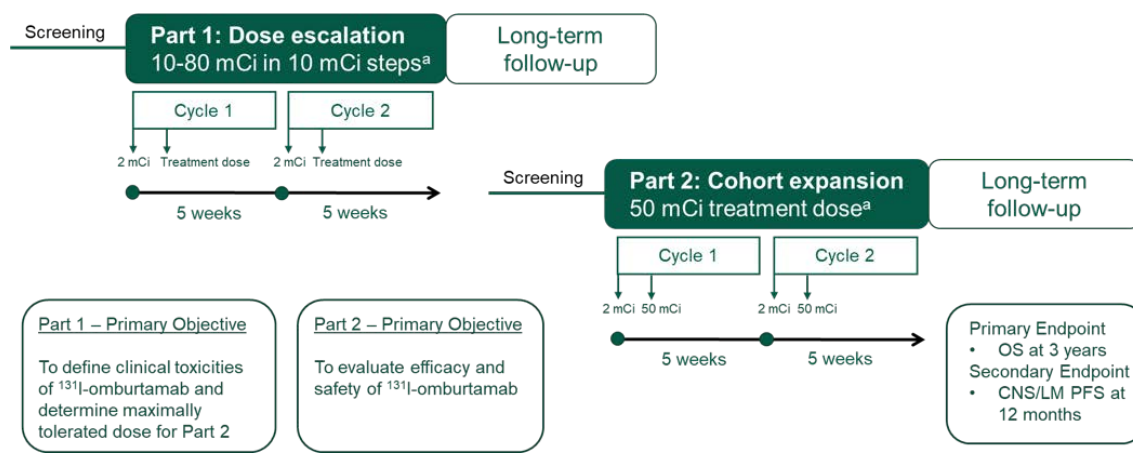 Screening
Part 1: Dose escalation
10-80 mCi in 10 mCi stepsᵃ
Long-term
follow-up
Cycle 1
Cycle 2
2 mCi
Treatment dose
2 mCi
Treatment dose
5 weeks
5 weeks
Screening
Part 2: Cohort expansion
50 mCi treatment doseᵃ
Long-term
follow-up
Cycle 1
Cycle 2
2 mCi
50 mCi
2 mCi
50 mCi
5 weeks
5 weeks
Part 1 – Primary Objective
To define clinical toxicities
of ¹³¹I-omburtamab and
determine maximally
tolerated dose for Part 2
Part 2 – Primary Objective
To evaluate efficacy and
safety of ¹³¹I-omburtamab
Primary Endpoint
• OS at 3 years
Secondary Endpoint
• CNS/LM PFS at
12 months